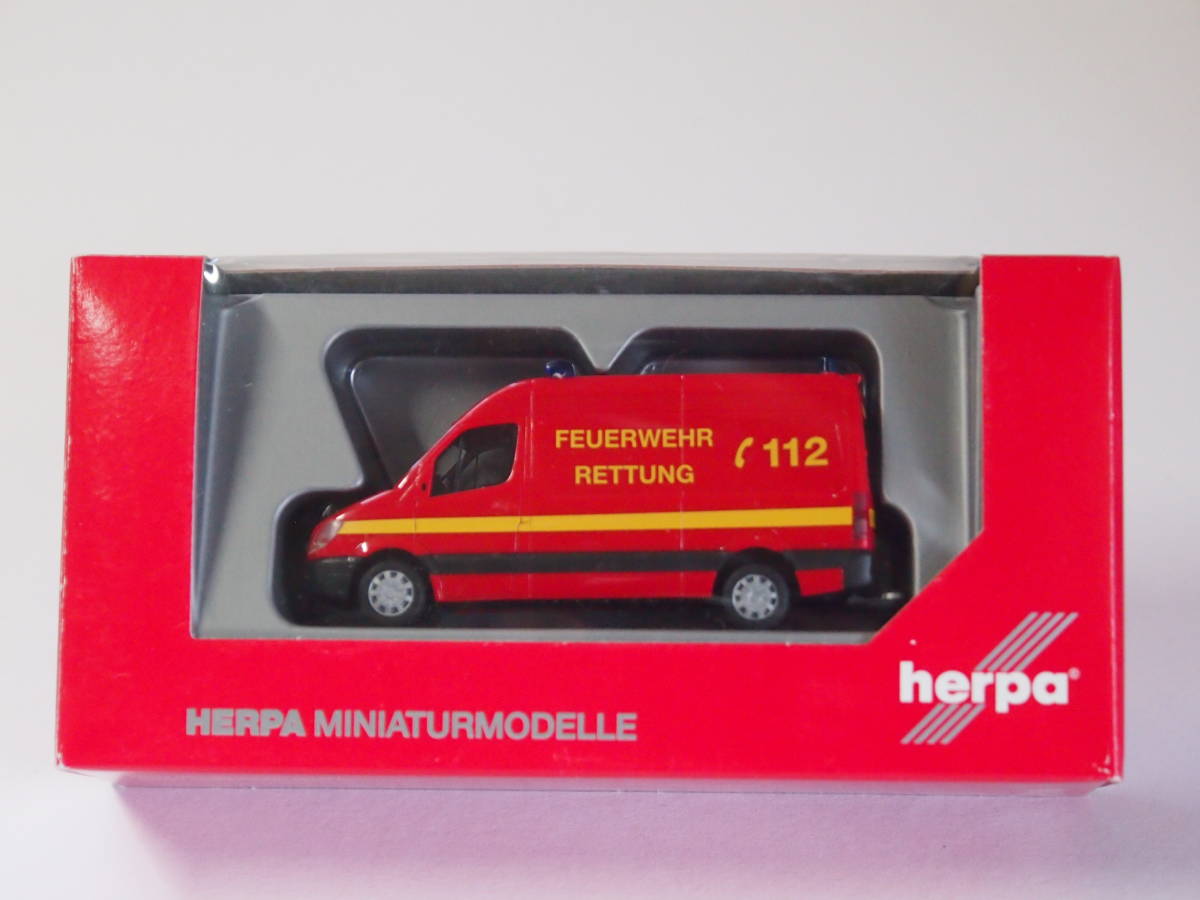 FEUERWEHR
RETTUNG
112
herpa®
HERPA MINIATURMODELLE